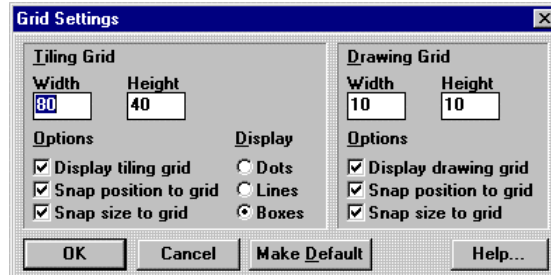 Grid Settings
Tiling Grid
Width Height
80 40
Options Display
Display tiling grid Dots
Snap position to grid Lines
Snap size to grid Boxes
Drawing Grid
Width Height
10 10
Options
Display drawing grid
Snap position to grid
Snap size to grid
OK Cancel Make Default Help...